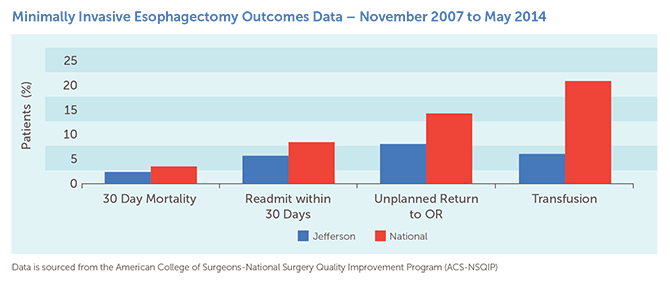 Minimally Invasive Esophagectomy Outcomes Data – November 2007 to May 2014
Patients (%)
25
20
15
10
5
0
30 Day Mortality
Readmit within
30 Days
Unplanned Return
to OR
Transfusion
Jefferson
National
Data is sourced from the American College of Surgeons-National Surgery Quality Improvement Program (ACS-NSQIP)